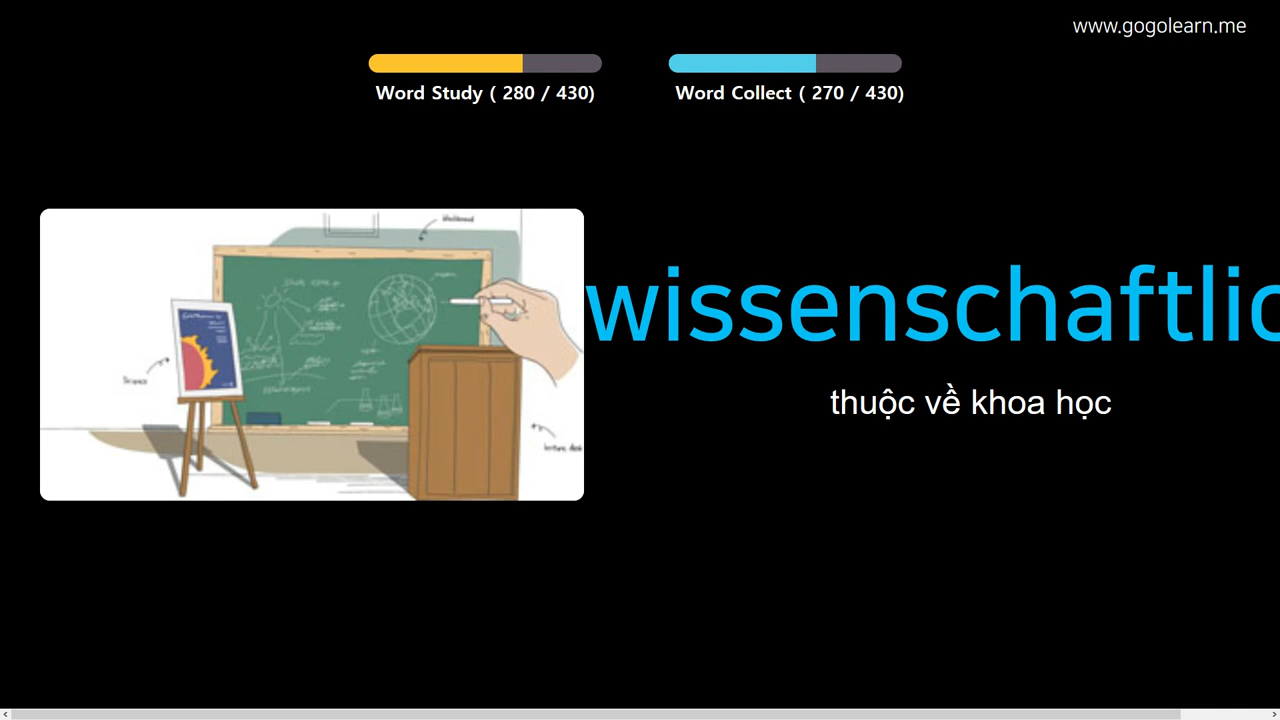 www.gogolearn.me
Word Study ( 280 / 430)
Word Collect ( 270 / 430)
wissenschaftlic
thuộc về khoa học